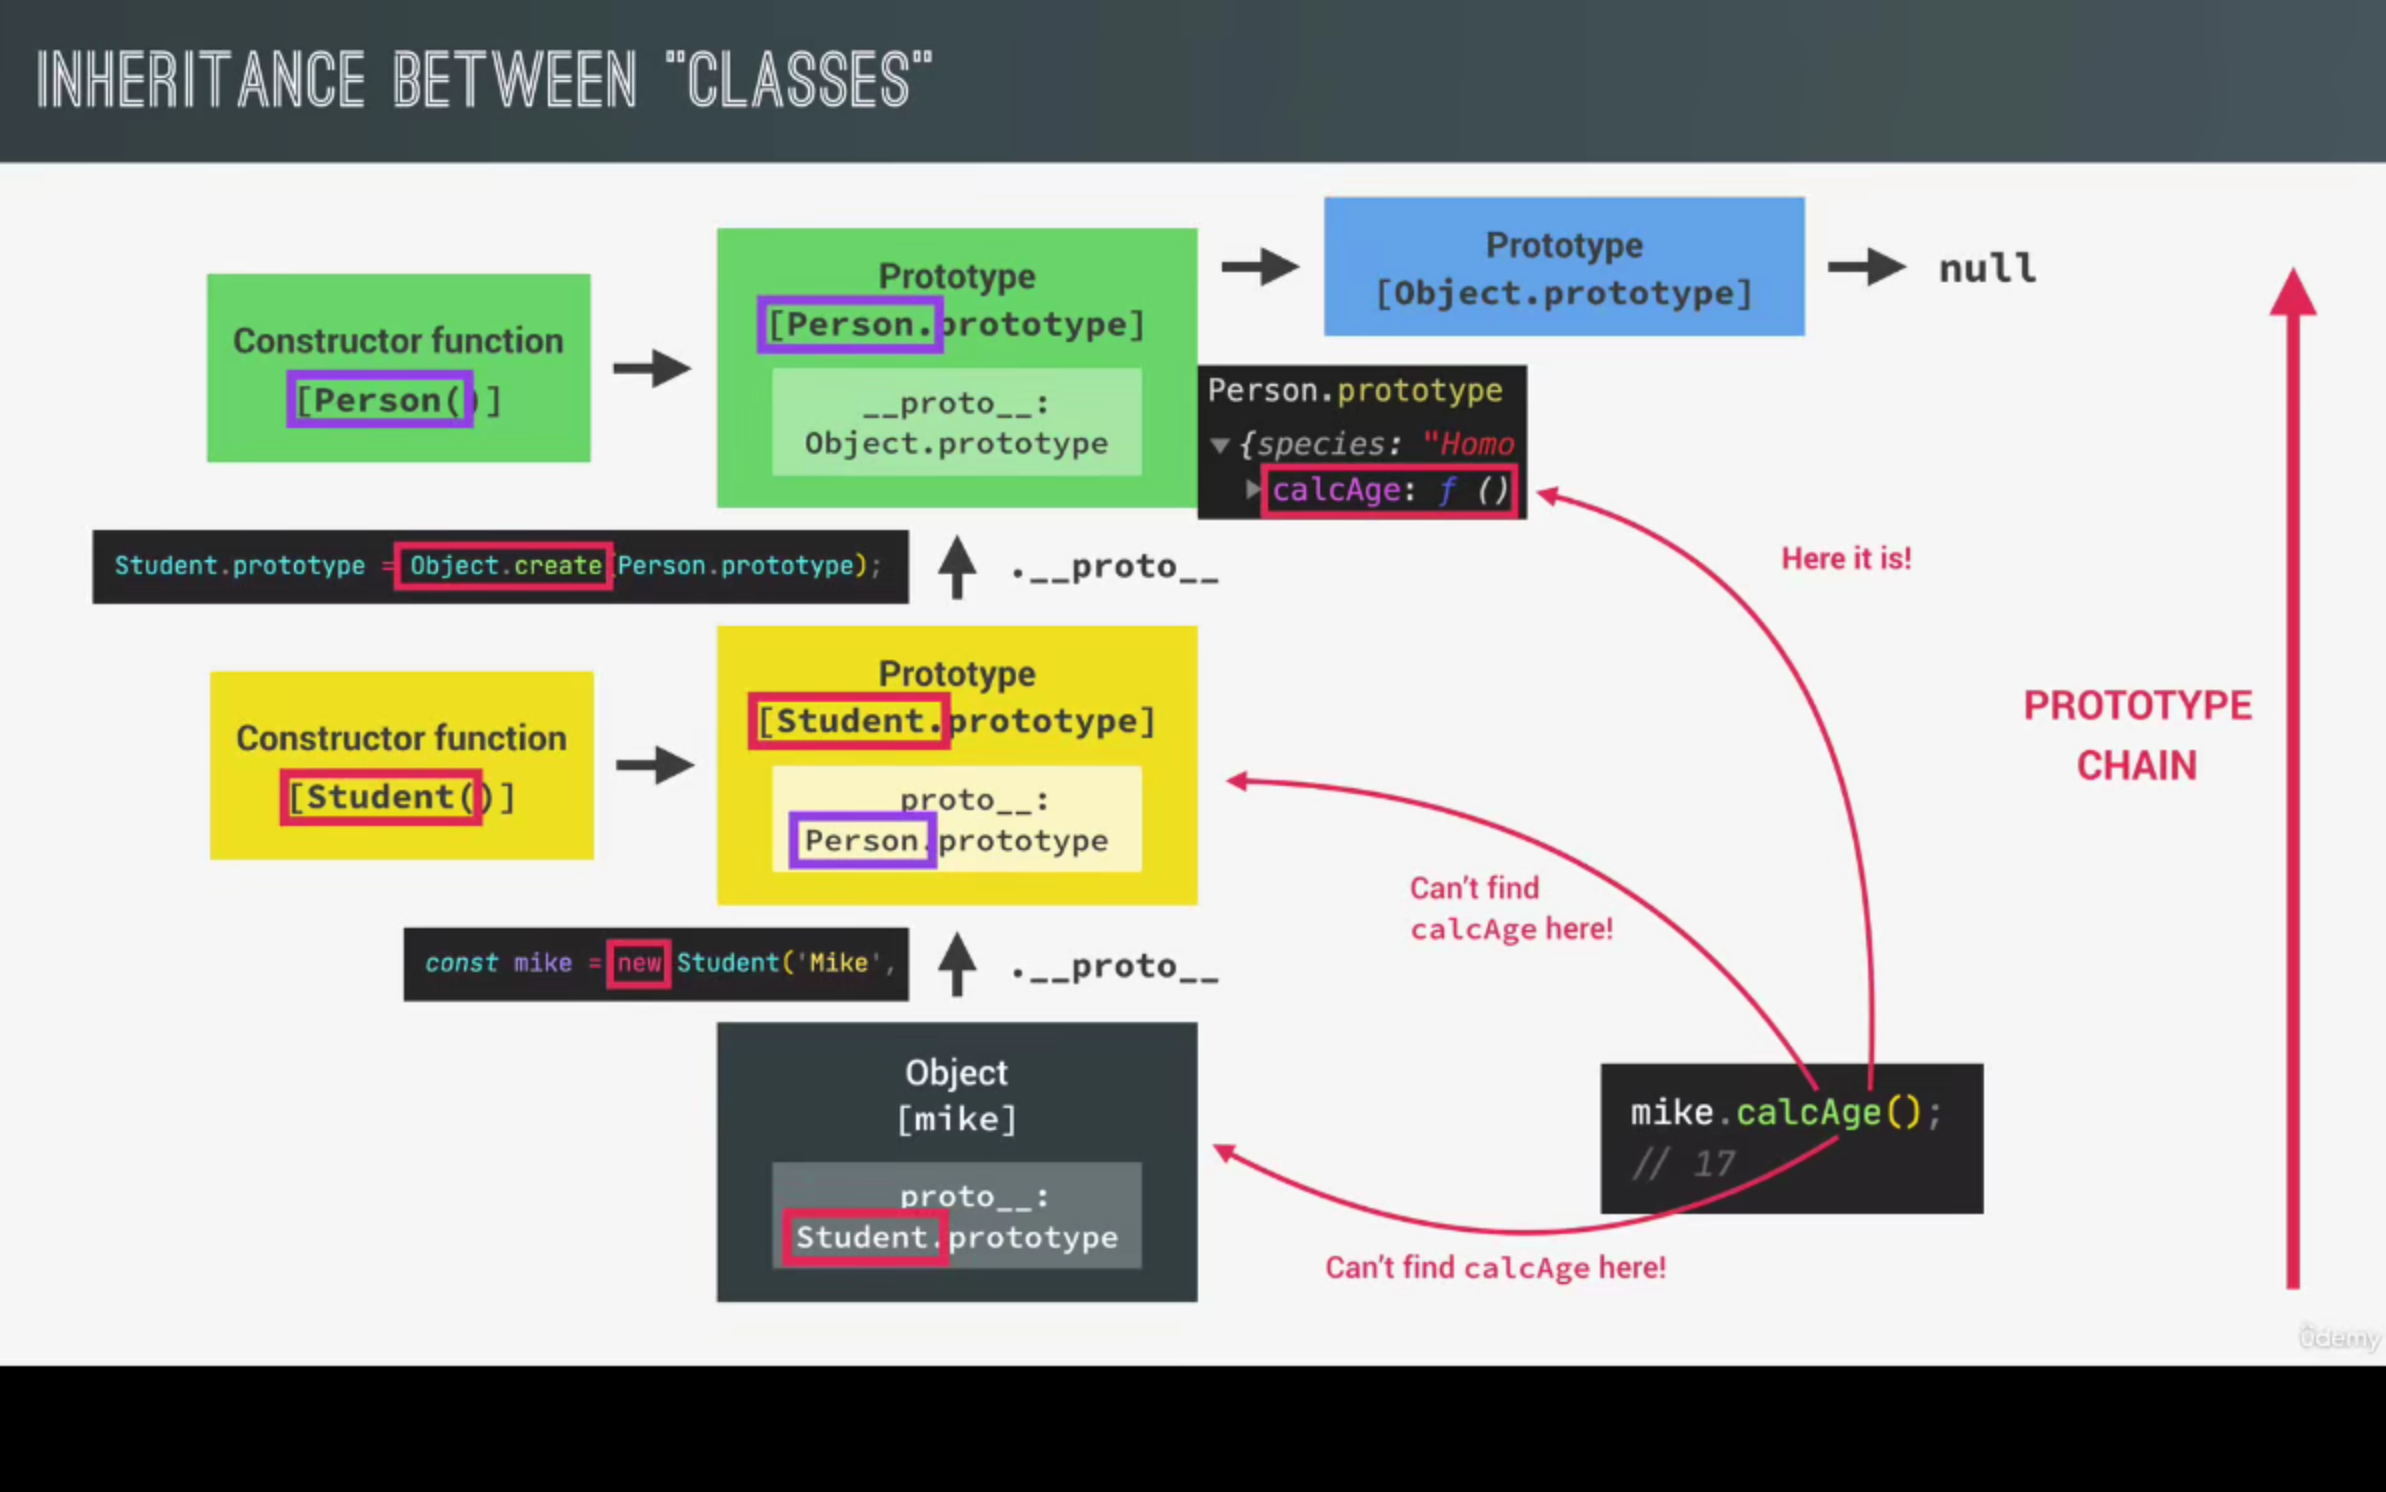 INHERITANCE BETWEEN "CLASSES"
Constructor function
[Person()]
Prototype
[Person.prototype]
__proto__:
Object.prototype
Prototype
[Object.prototype]
null
Person.prototype
{species: "Homo
calcAge: ƒ ()
Here it is!
Student.prototype = Object.create(Person.prototype);
.__proto__
Constructor function
[Student()]
Prototype
[Student.prototype]
proto__:
Person.prototype
PROTOTYPE
CHAIN
Can't find
calcAge here!
const mike = new Student('Mike',
.__proto__
Object
[mike]
proto__:
Student.prototype
mike.calcAge();
// 17
Can't find calcAge here!
ûdemy